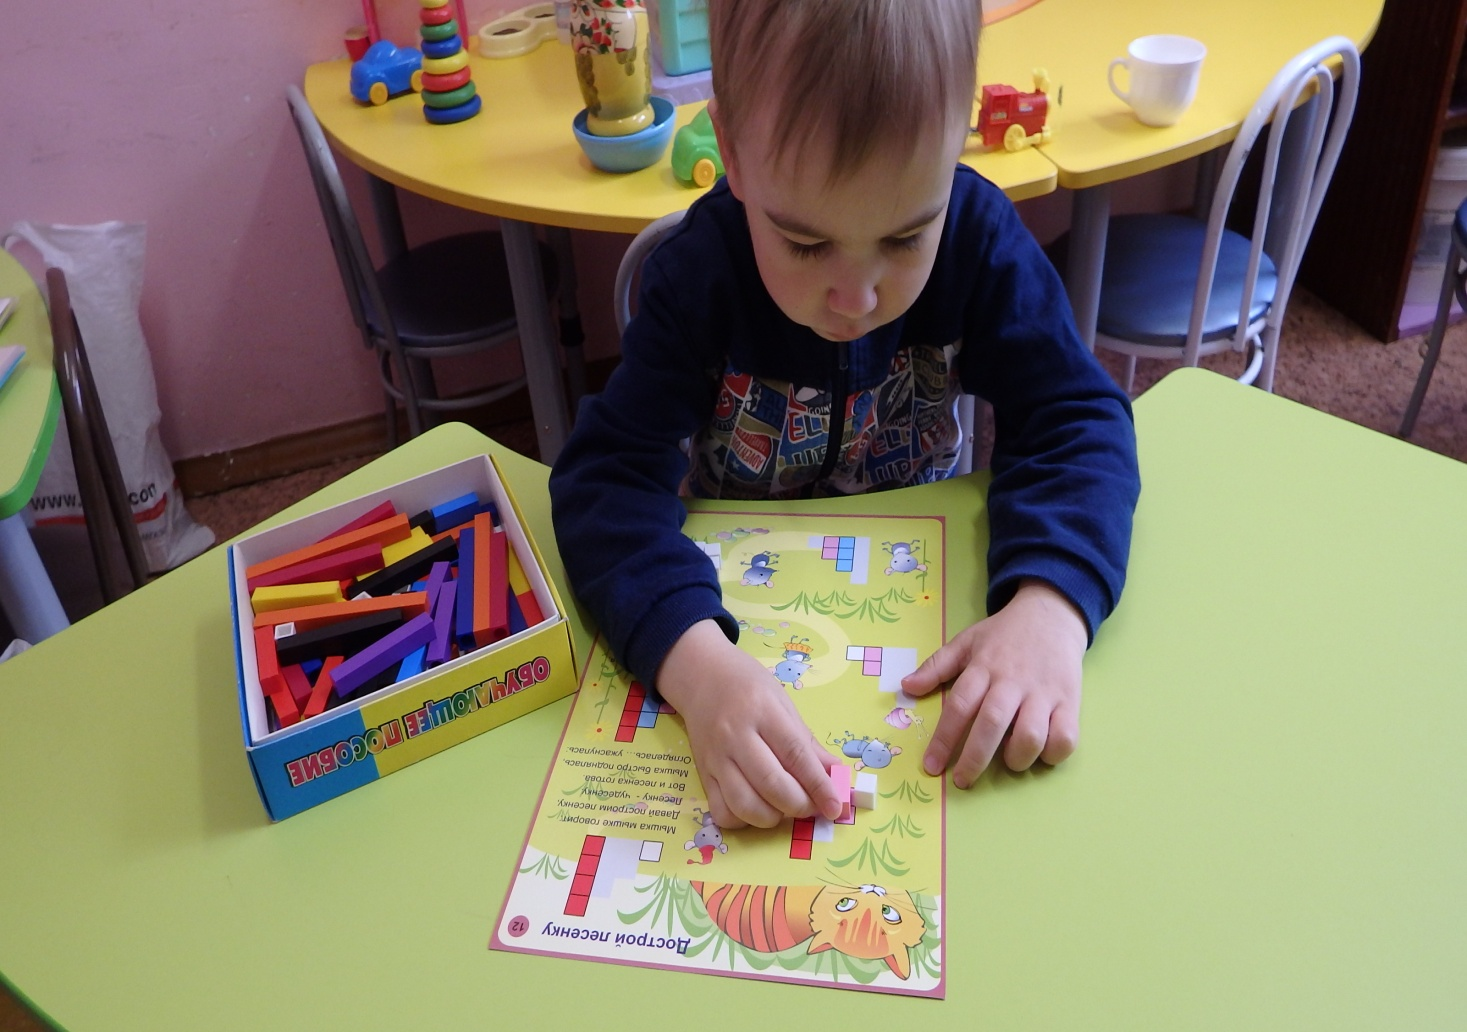 Дострой лесенку
12
Мышка мышке говорит:
Давай построим лесенку,
Лесенку - чудесенку.
Вот и лесенка готова.
Мышка быстро поднялась,
Огляделась ... ужаснулась.
ОБУЧАЮЩЕЕ ПОСОБИЕ
www.